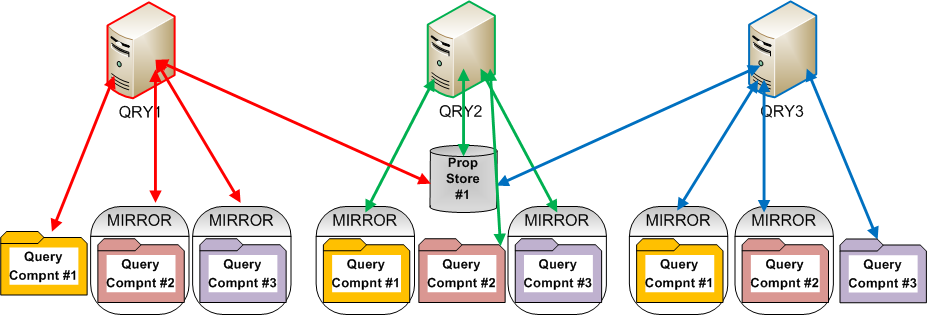 QRY1
QRY2
QRY3
Prop
Store
#1
MIRROR
MIRROR
MIRROR
MIRROR
MIRROR
MIRROR
Query
Compnt #1
Query
Compnt #2
Query
Compnt #3
Query
Compnt #1
Query
Compnt #2
Query
Compnt #3
Query
Compnt #1
Query
Compnt #2
Query
Compnt #3